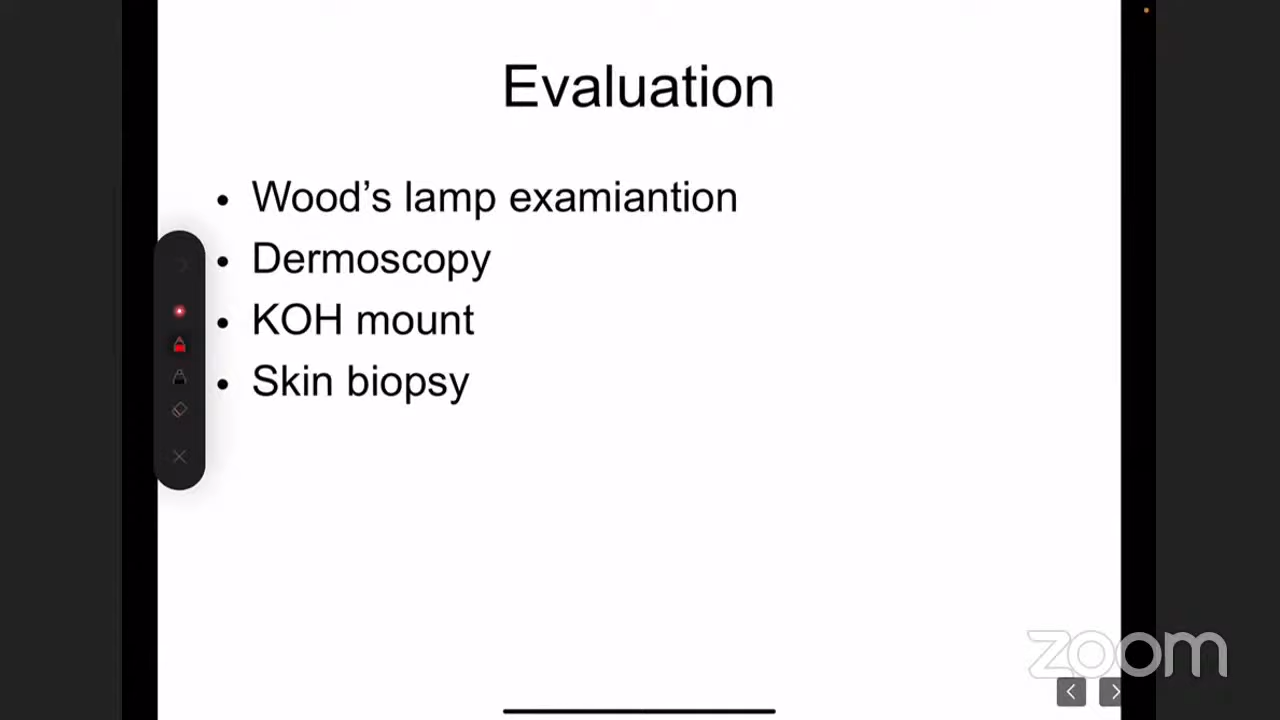 Evaluation
• Wood’s lamp examiantion
• Dermoscopy
• KOH mount
• Skin biopsy
zoom